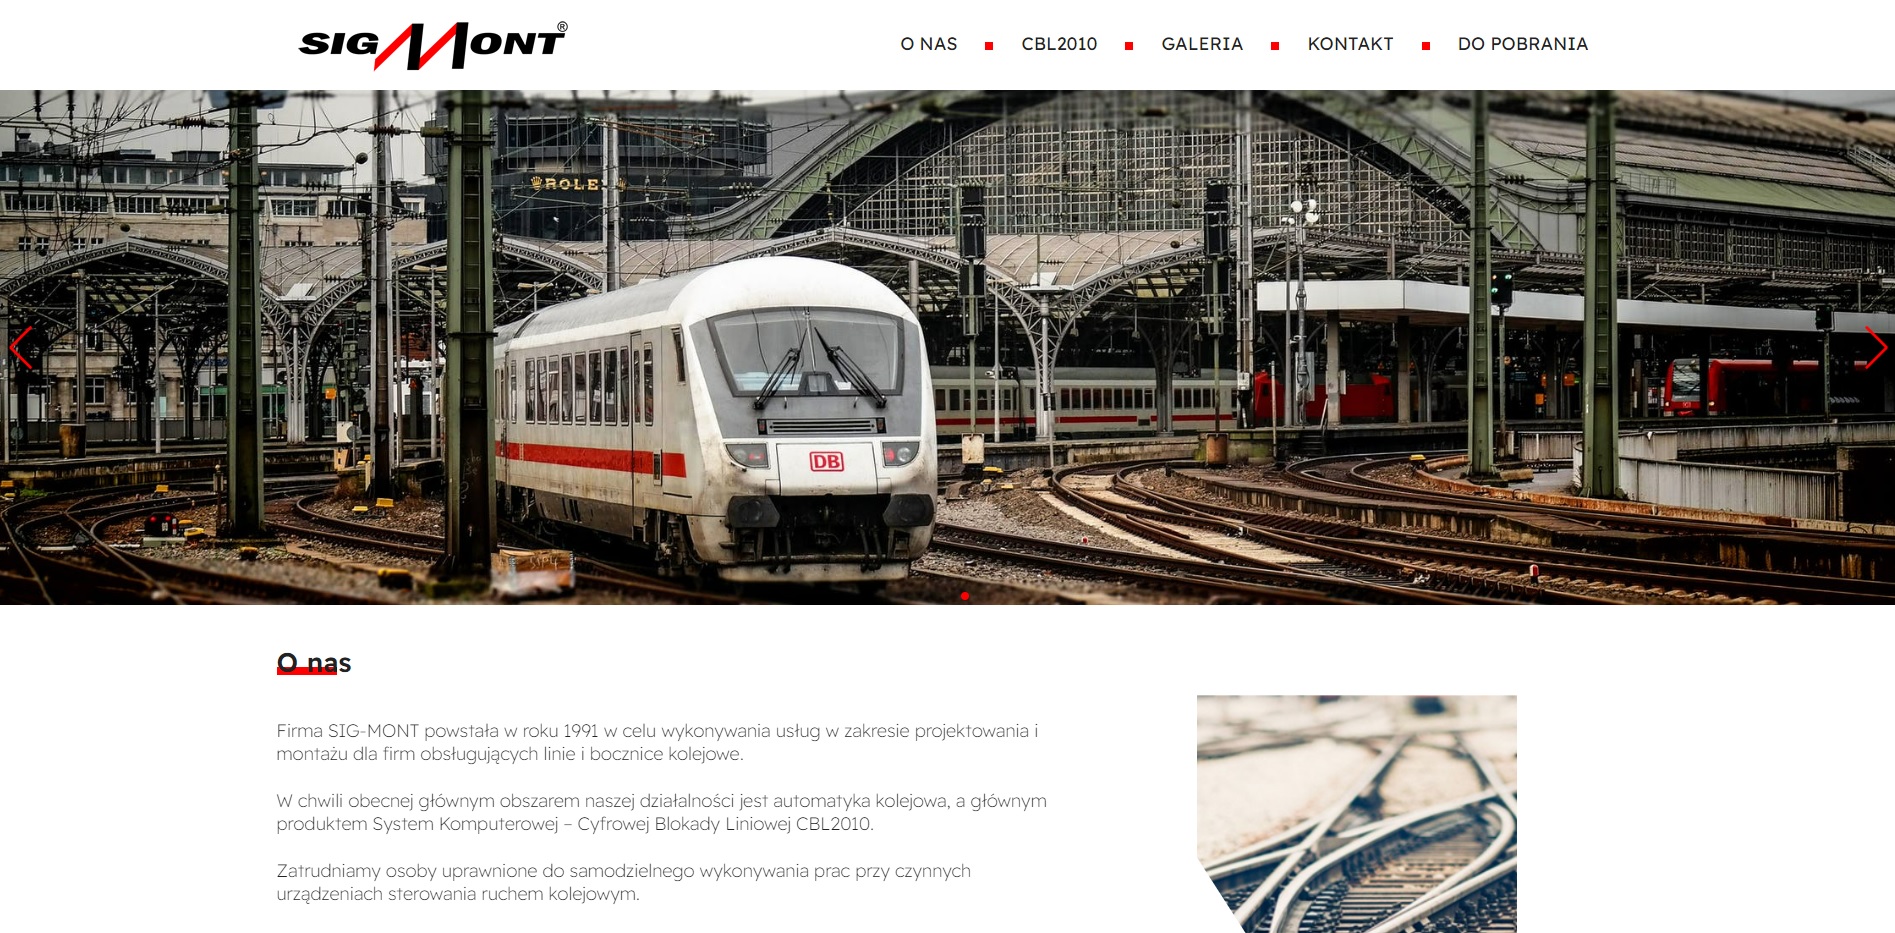 SIGMONT®
O NAS CBL2010 GALERIA KONTAKT DO POBRANIA
ROLE
DB
O nas
Firma SIG-MONT powstała w roku 1991 w celu wykonywania usług w zakresie projektowania i
montażu dla firm obsługujących linie i bocznice kolejowe.
W chwili obecnej głównym obszarem naszej działalności jest automatyka kolejowa, a głównym
produktem System Komputerowej – Cyfrowej Blokady Liniowej CBL2010.
Zatrudniamy osoby uprawnione do samodzielnego wykonywania prac przy czynnych
urządzeniach sterowania ruchem kolejowym.